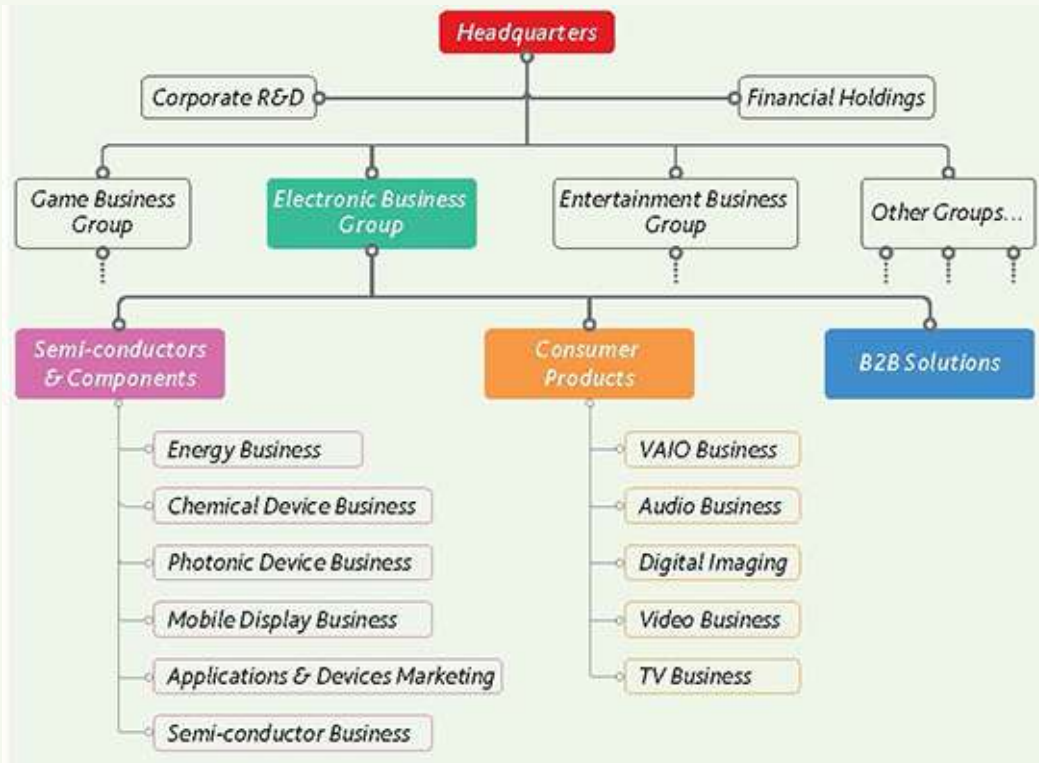 Headquarters
Corporate R&D
Financial Holdings
Game Business
Group
Electronic Business
Group
Entertainment Business
Group
Other Groups...
Semi-conductors
& Components
Consumer
Products
B2B Solutions
Energy Business
Chemical Device Business
Photonic Device Business
Mobile Display Business
Applications & Devices Marketing
Semi-conductor Business
VAIO Business
Audio Business
Digital Imaging
Video Business
TV Business